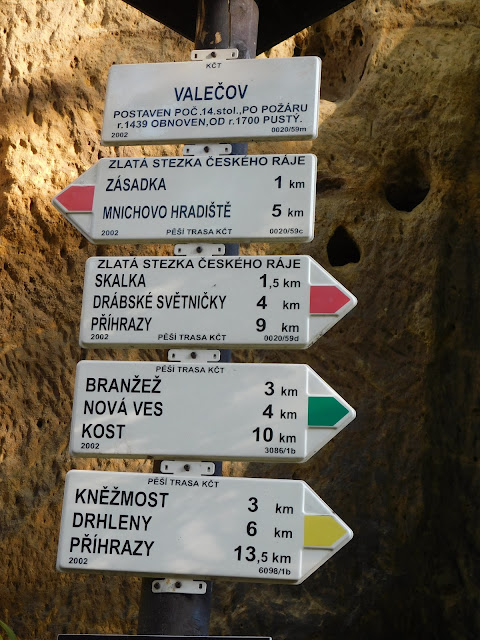 KČT
VALEČOV
POSTAVEN POČ.14.stol.,PO POŽÁRU
r.1439 OBNOVEN,OD r.1700 PUSTÝ.
2002 0020/59m
ZLATÁ STEZKA ČESKÉHO RÁJE
ZÁSADKA 1 km
MNICHOVO HRADIŠTĚ 5 km
2002 PĚŠÍ TRASA KČT 0020/59c
ZLATÁ STEZKA ČESKÉHO RÁJE
SKALKA 1,5 km
DRÁBSKÉ SVĚTNIČKY 4 km
PŘÍHRAZY 9 km
2002 PĚŠÍ TRASA KČT 0020/59d
PĚŠÍ TRASA KČT
BRANŽEŽ 3 km
NOVÁ VES 4 km
KOST 10 km
2002 3086/1b
PĚŠÍ TRASA KČT
KNĚŽMOST 3 km
DRHLENY 6 km
PŘÍHRAZY 13,5 km
2002 6098/1b